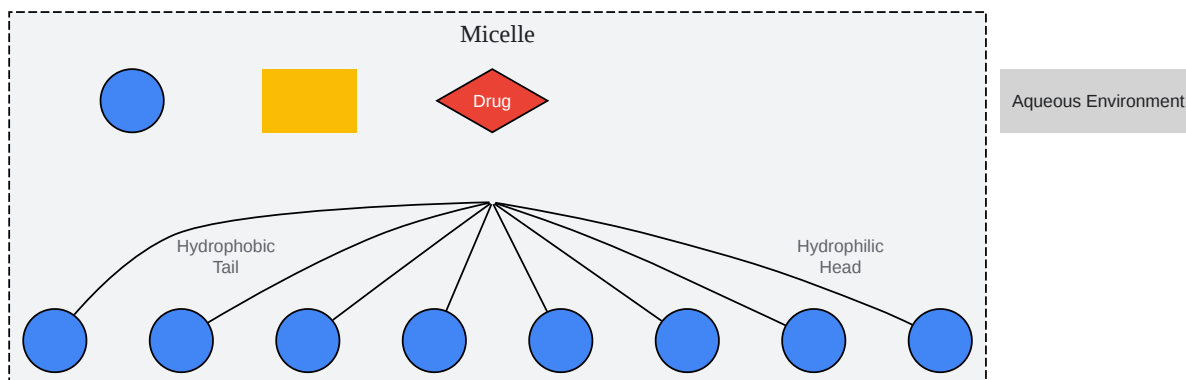 Micelle
Drug
Aqueous Environment
Hydrophobic
Tail
Hydrophilic
Head